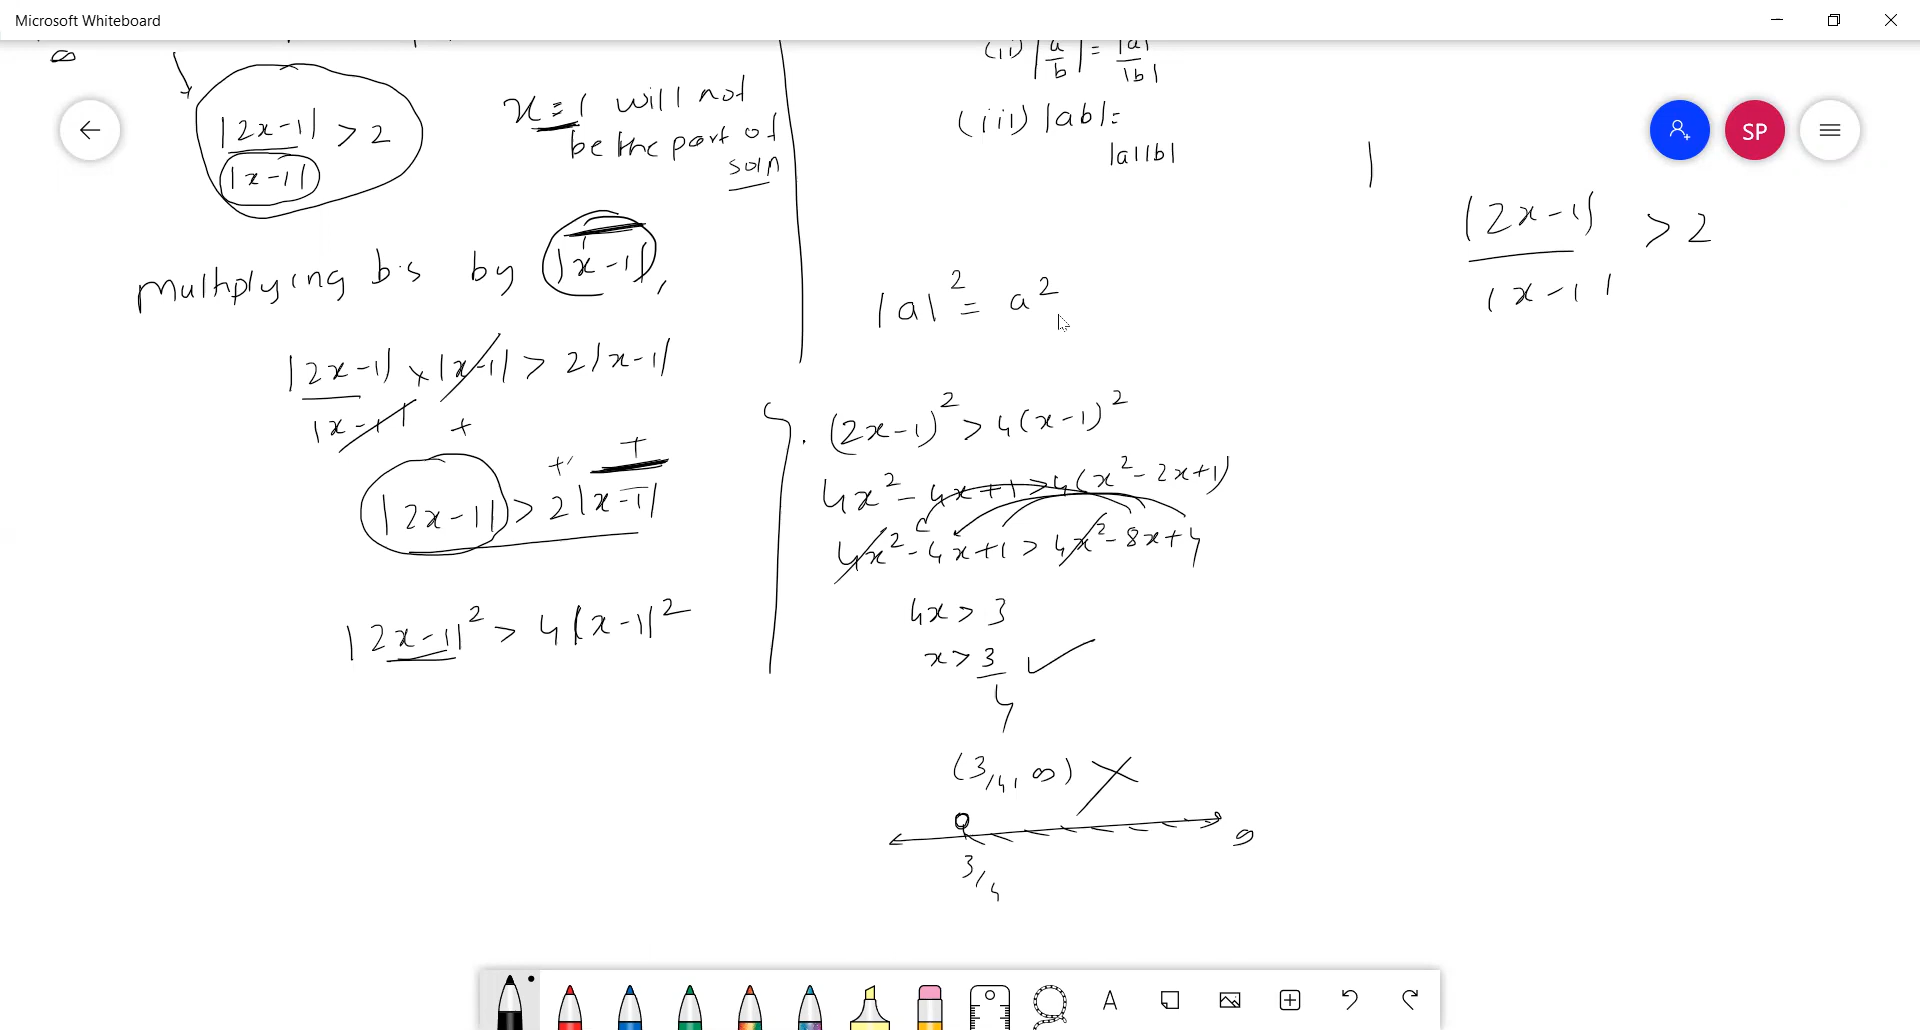 Microsoft Whiteboard
∞
|2x-1| / |x-1| > 2
x = 1 will not
be the part of
soln
multiplying b.s by |x-1|,
|2x-1| / |x-1| × |x-1| > 2|x-1|
+
+ +
|2x-1| > 2|x-1|
|2x-1|² > 4|x-1|²
(ii) |a/b| = |a|/|b|
(iii) |ab| =
|a||b|
|a|² = a²
(2x-1)² > 4(x-1)²
4x² - 4x+1 > 4(x² - 2x+1)
4x² - 4x+1 > 4x² - 8x+4
4x > 3
x > 3/4 ✓
(3/4, ∞) ×
3/4
|
|2x-1| / |x-1| > 2
SP
A